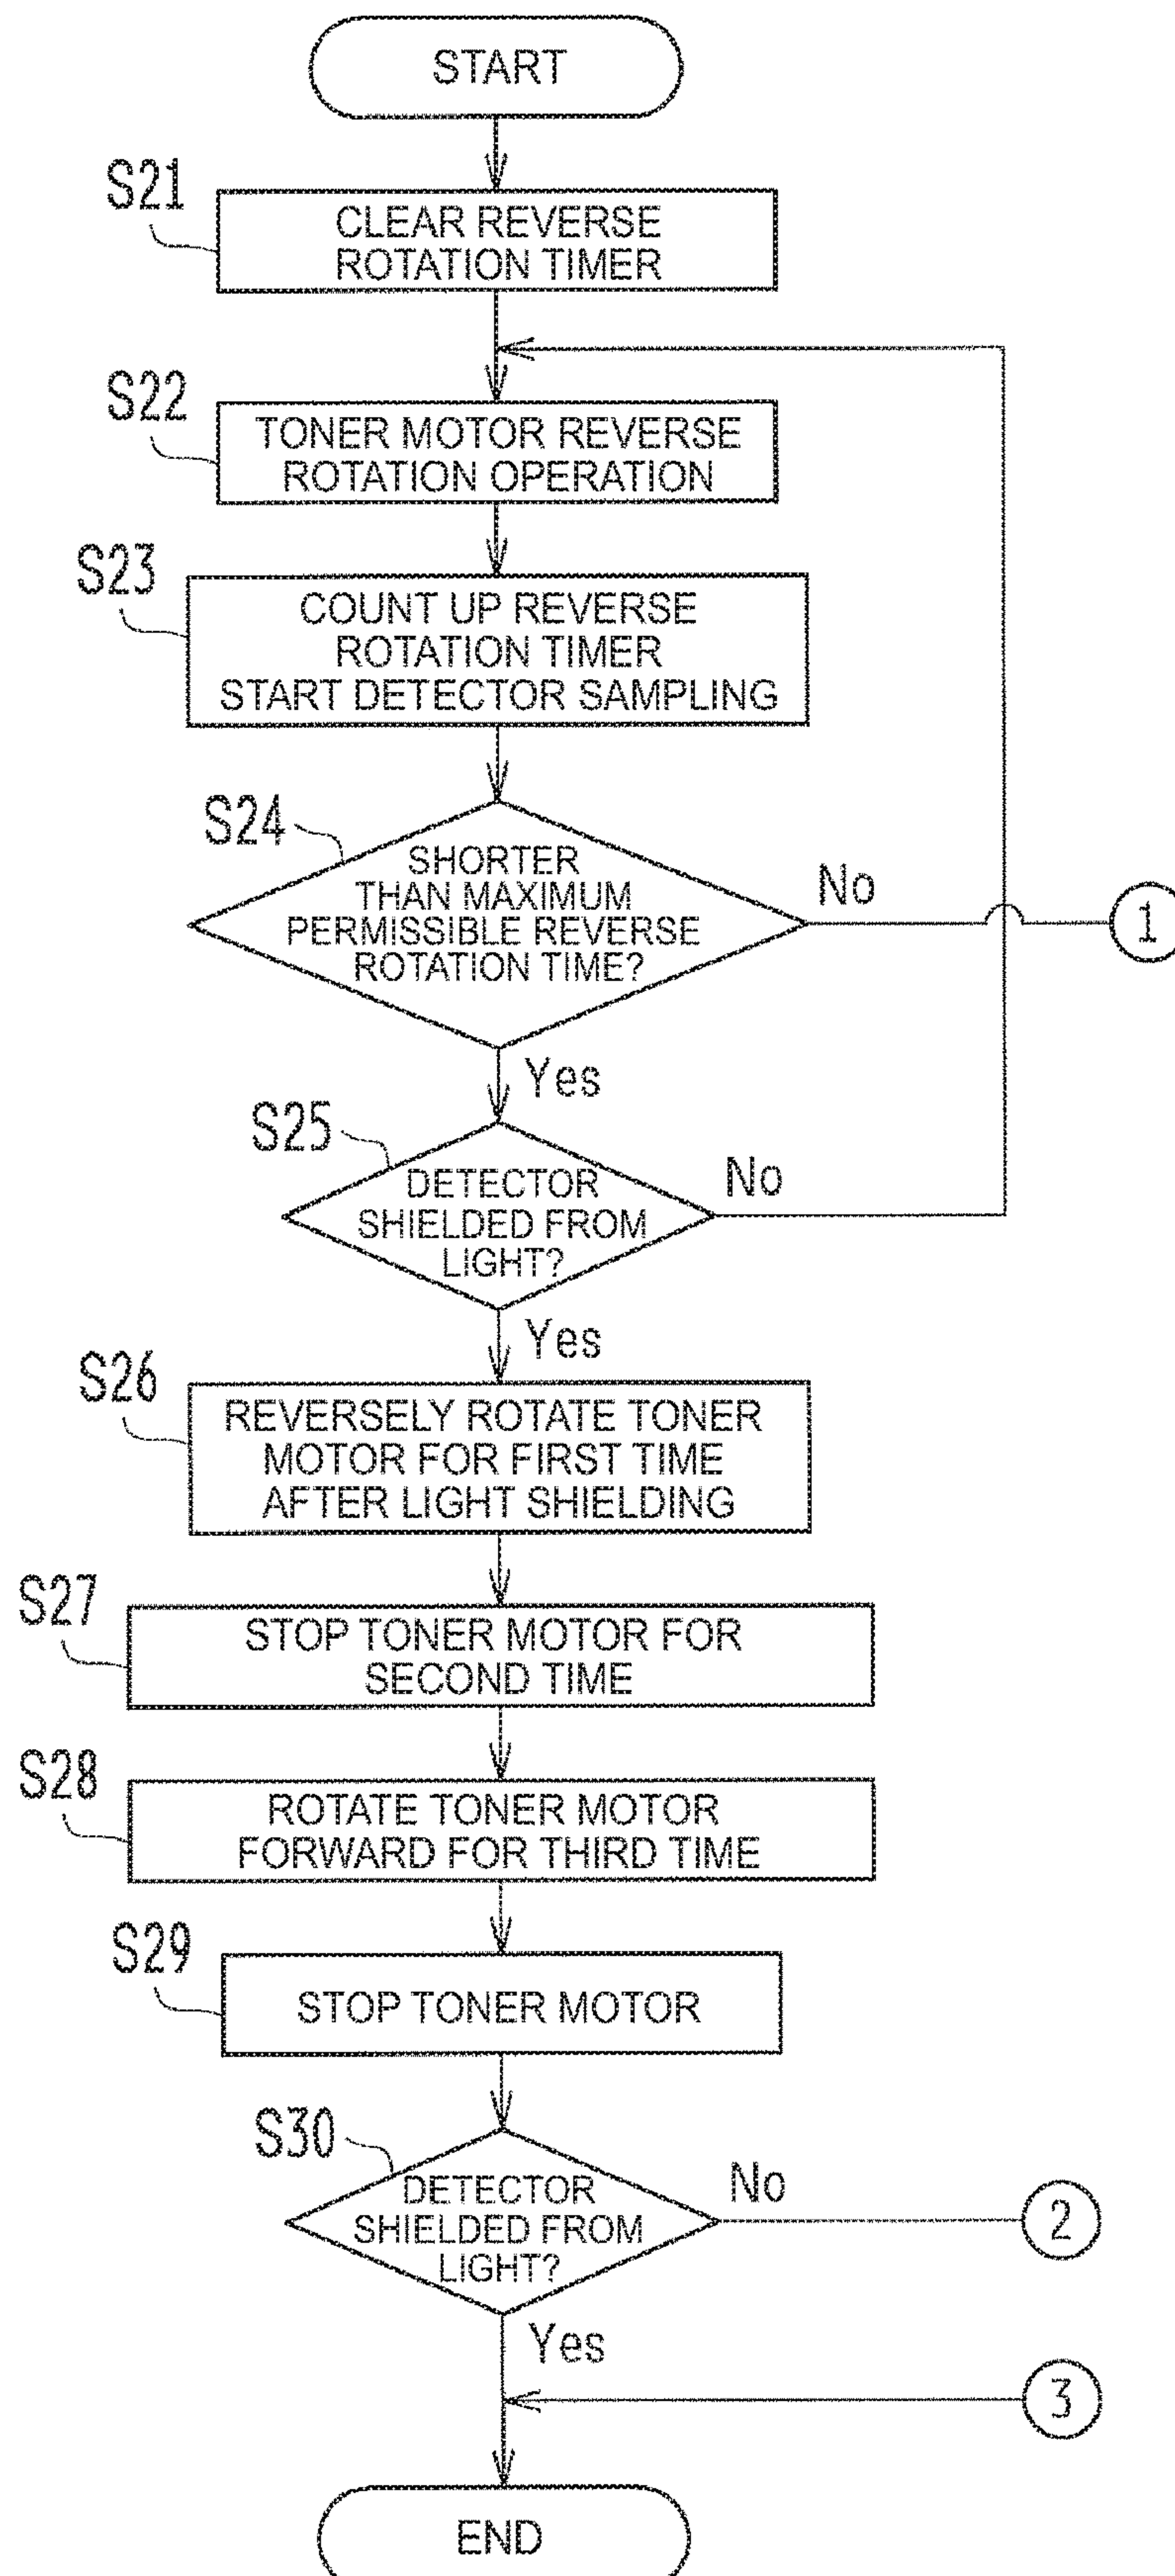 START
S21
CLEAR REVERSE
ROTATION TIMER
S22
TONER MOTOR REVERSE
ROTATION OPERATION
S23
COUNT UP REVERSE
ROTATION TIMER
START DETECTOR SAMPLING
S24
SHORTER
THAN MAXIMUM
PERMISSIBLE REVERSE
ROTATION TIME?
No
1
Yes
S25
DETECTOR
SHIELDED FROM
LIGHT?
No
Yes
S26
REVERSELY ROTATE TONER
MOTOR FOR FIRST TIME
AFTER LIGHT SHIELDING
S27
STOP TONER MOTOR FOR
SECOND TIME
S28
ROTATE TONER MOTOR
FORWARD FOR THIRD TIME
S29
STOP TONER MOTOR
S30
DETECTOR
SHIELDED FROM
LIGHT?
No
2
Yes
3
END